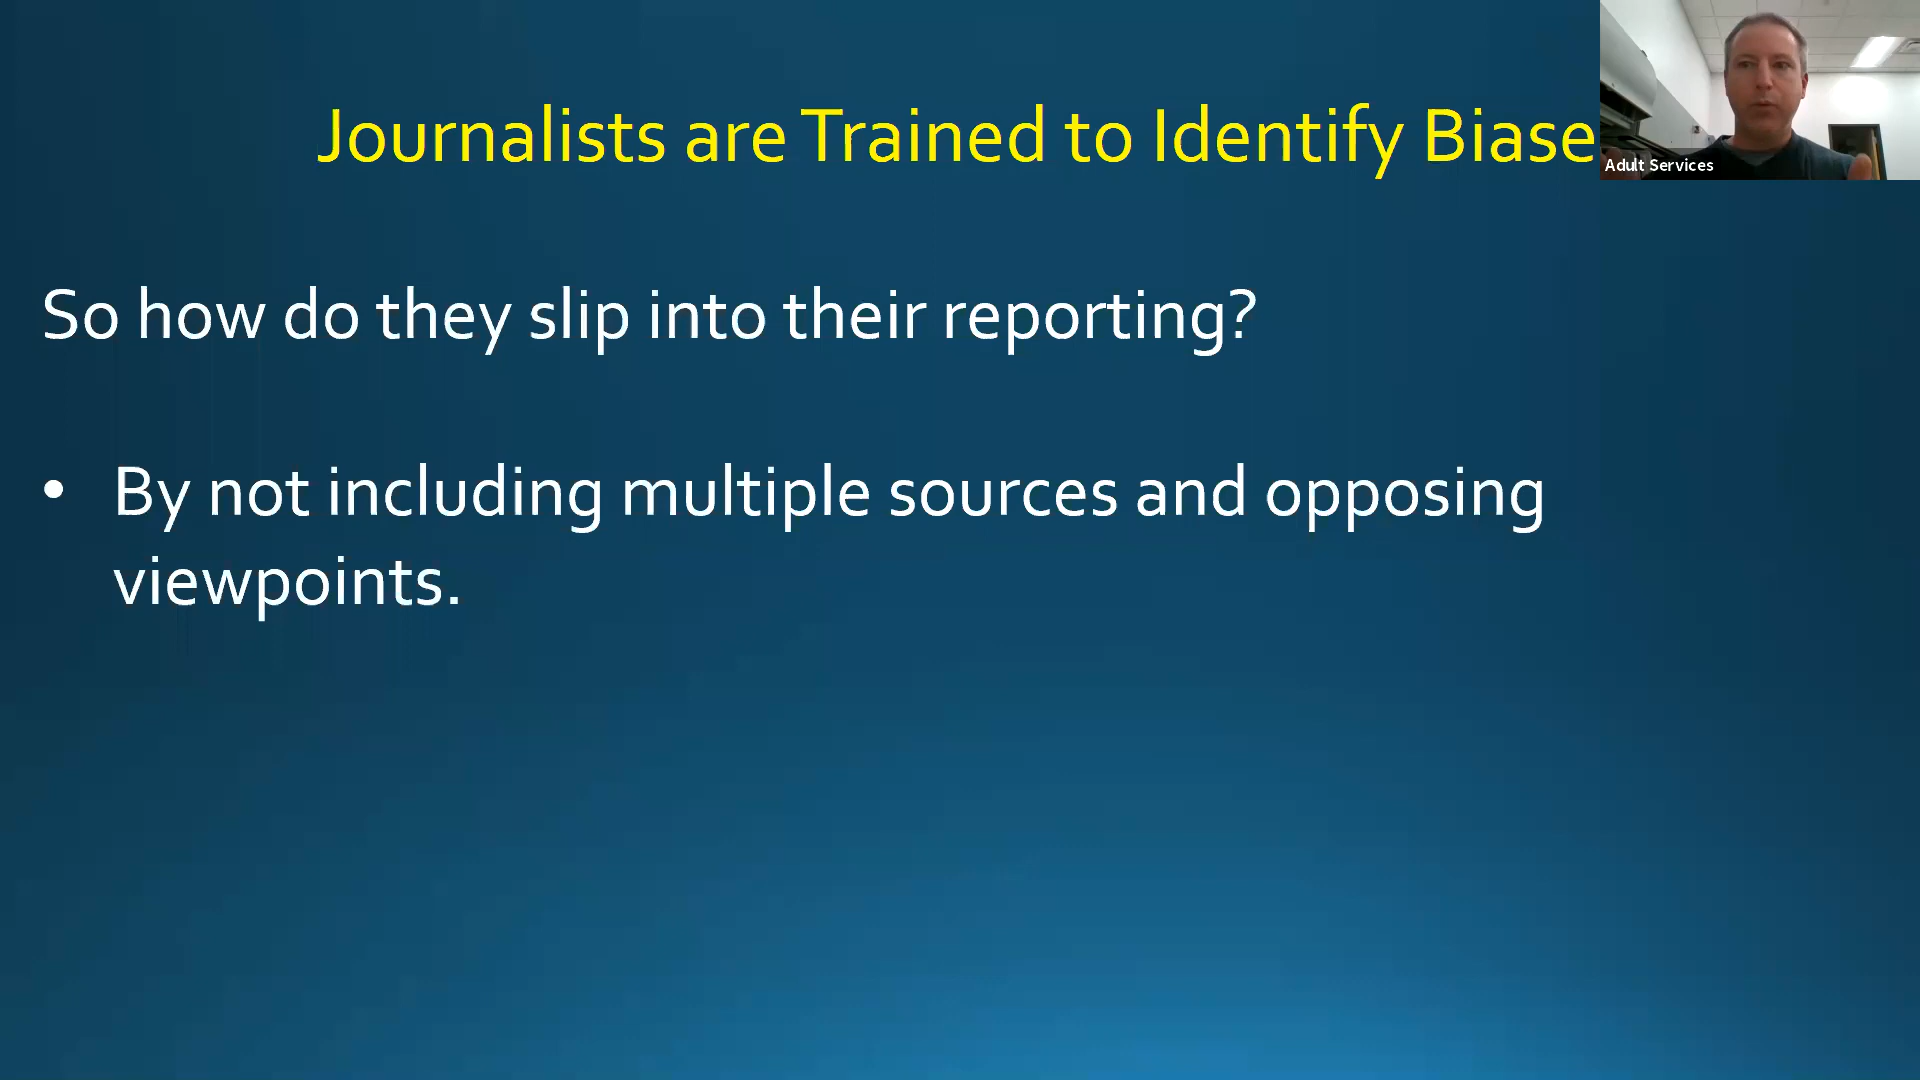 Journalists are Trained to Identify Biase
Adult Services
So how do they slip into their reporting?
• By not including multiple sources and opposing
viewpoints.